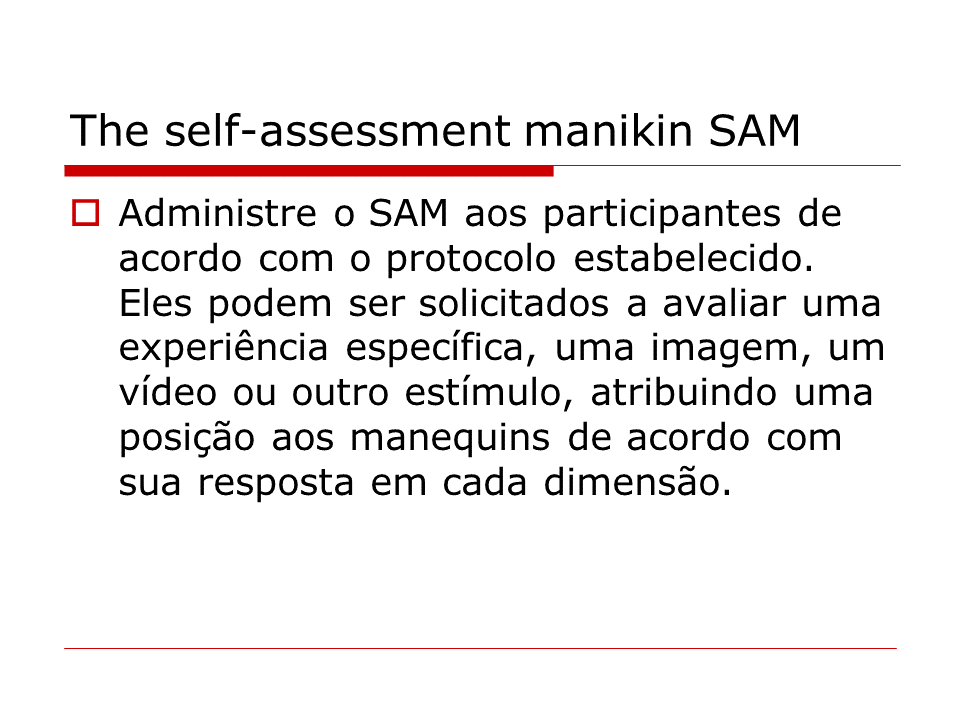 The self-assessment manikin SAM
Administre o SAM aos participantes de
acordo com o protocolo estabelecido.
Eles podem ser solicitados a avaliar uma
experiência específica, uma imagem, um
vídeo ou outro estímulo, atribuindo uma
posição aos manequins de acordo com
sua resposta em cada dimensão.